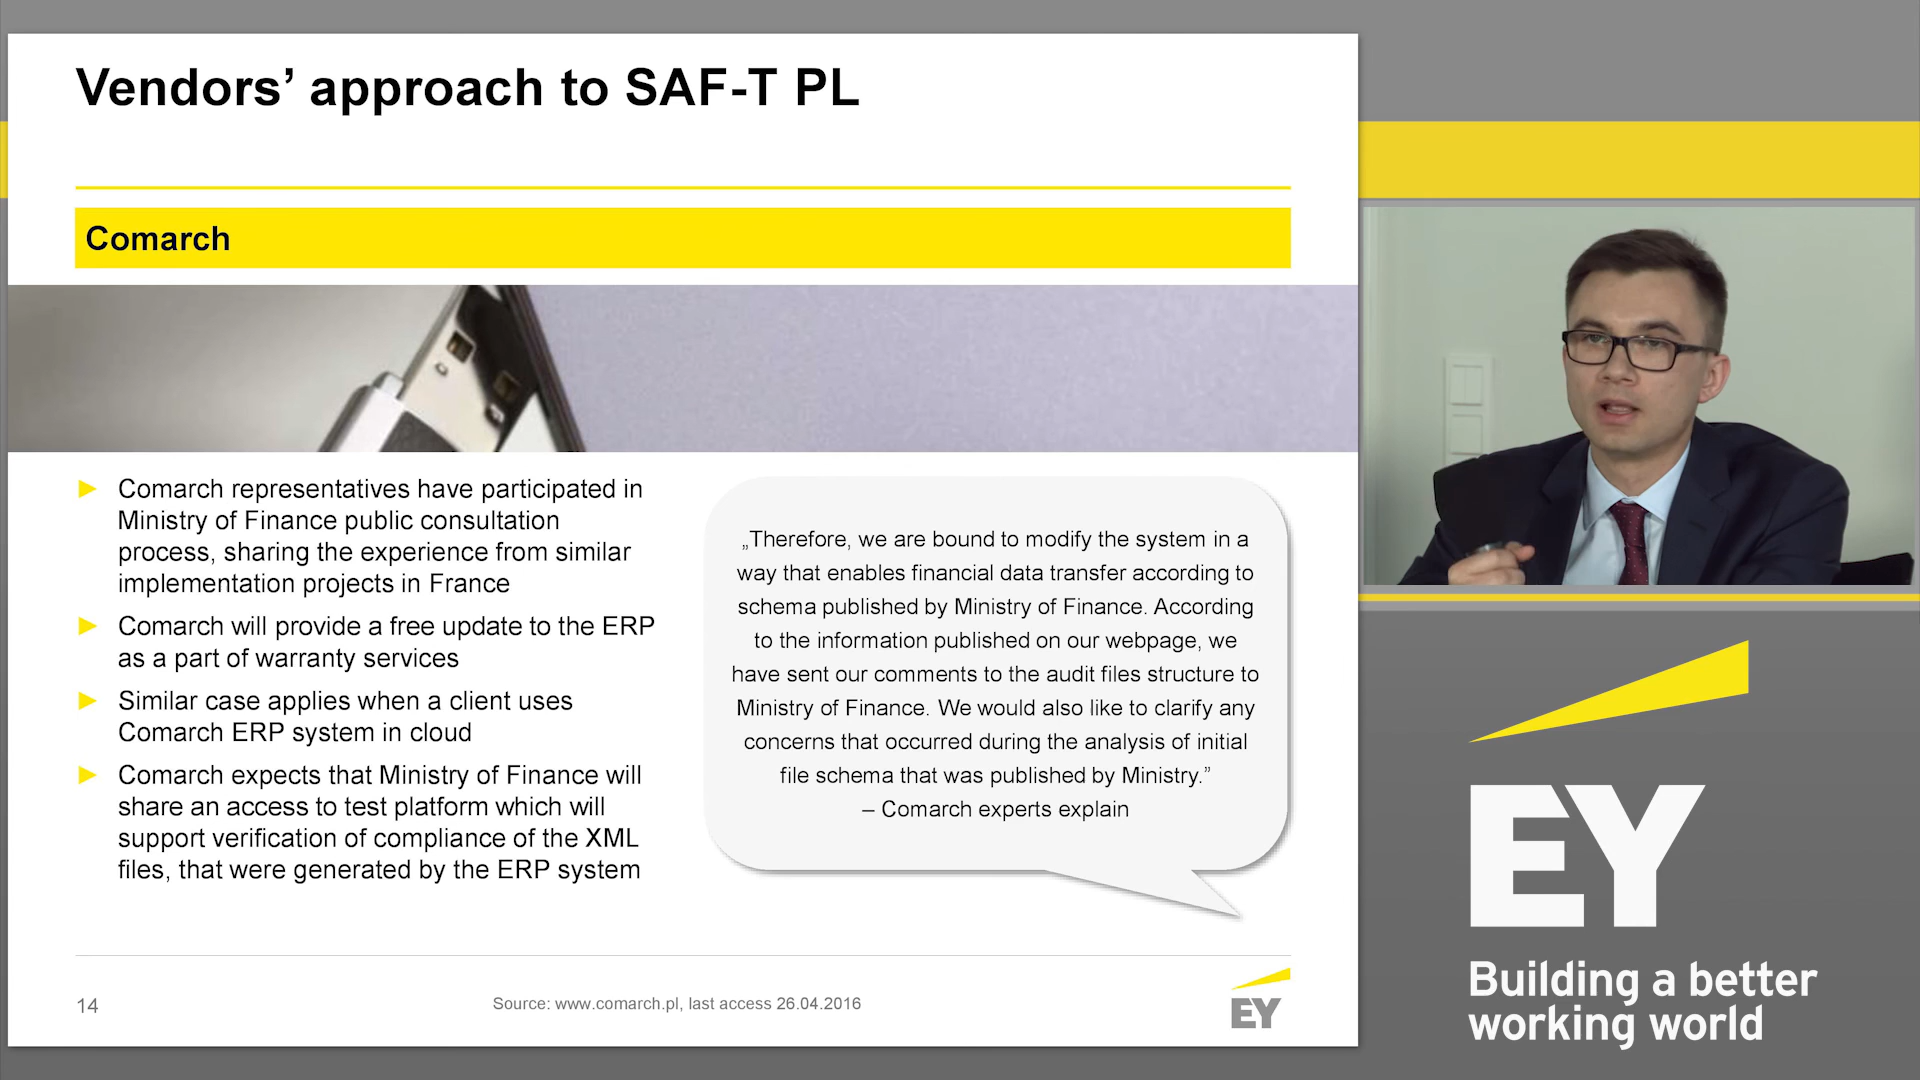 Vendors’ approach to SAF-T PL
Comarch
► Comarch representatives have participated in
Ministry of Finance public consultation
process, sharing the experience from similar
implementation projects in France
► Comarch will provide a free update to the ERP
as a part of warranty services
► Similar case applies when a client uses
Comarch ERP system in cloud
► Comarch expects that Ministry of Finance will
share an access to test platform which will
support verification of compliance of the XML
files, that were generated by the ERP system
„Therefore, we are bound to modify the system in a
way that enables financial data transfer according to
schema published by Ministry of Finance. According
to the information published on our webpage, we
have sent our comments to the audit files structure to
Ministry of Finance. We would also like to clarify any
concerns that occurred during the analysis of initial
file schema that was published by Ministry.”
– Comarch experts explain
14
Source: www.comarch.pl, last access 26.04.2016
EY
EY
Building a better
working world